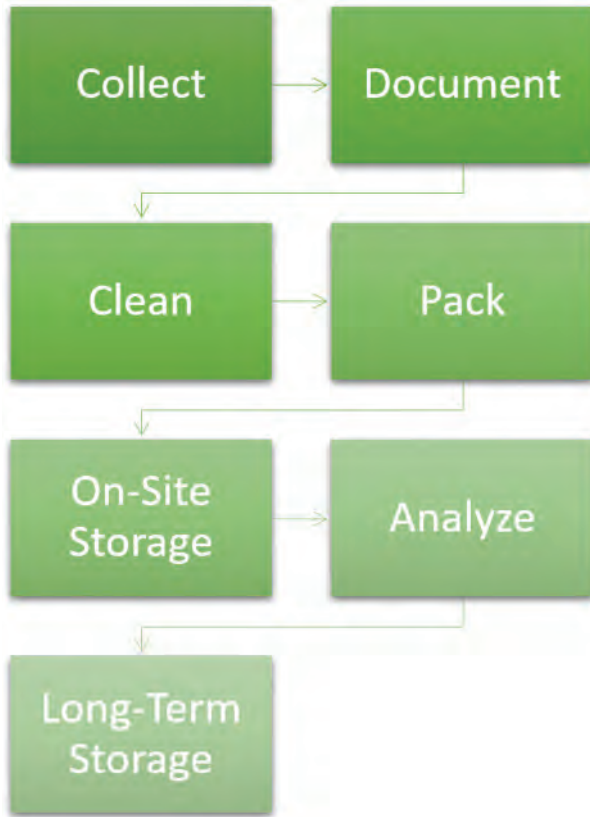 Collect
Document
Clean
Pack
On-Site
Storage
Analyze
Long-Term
Storage